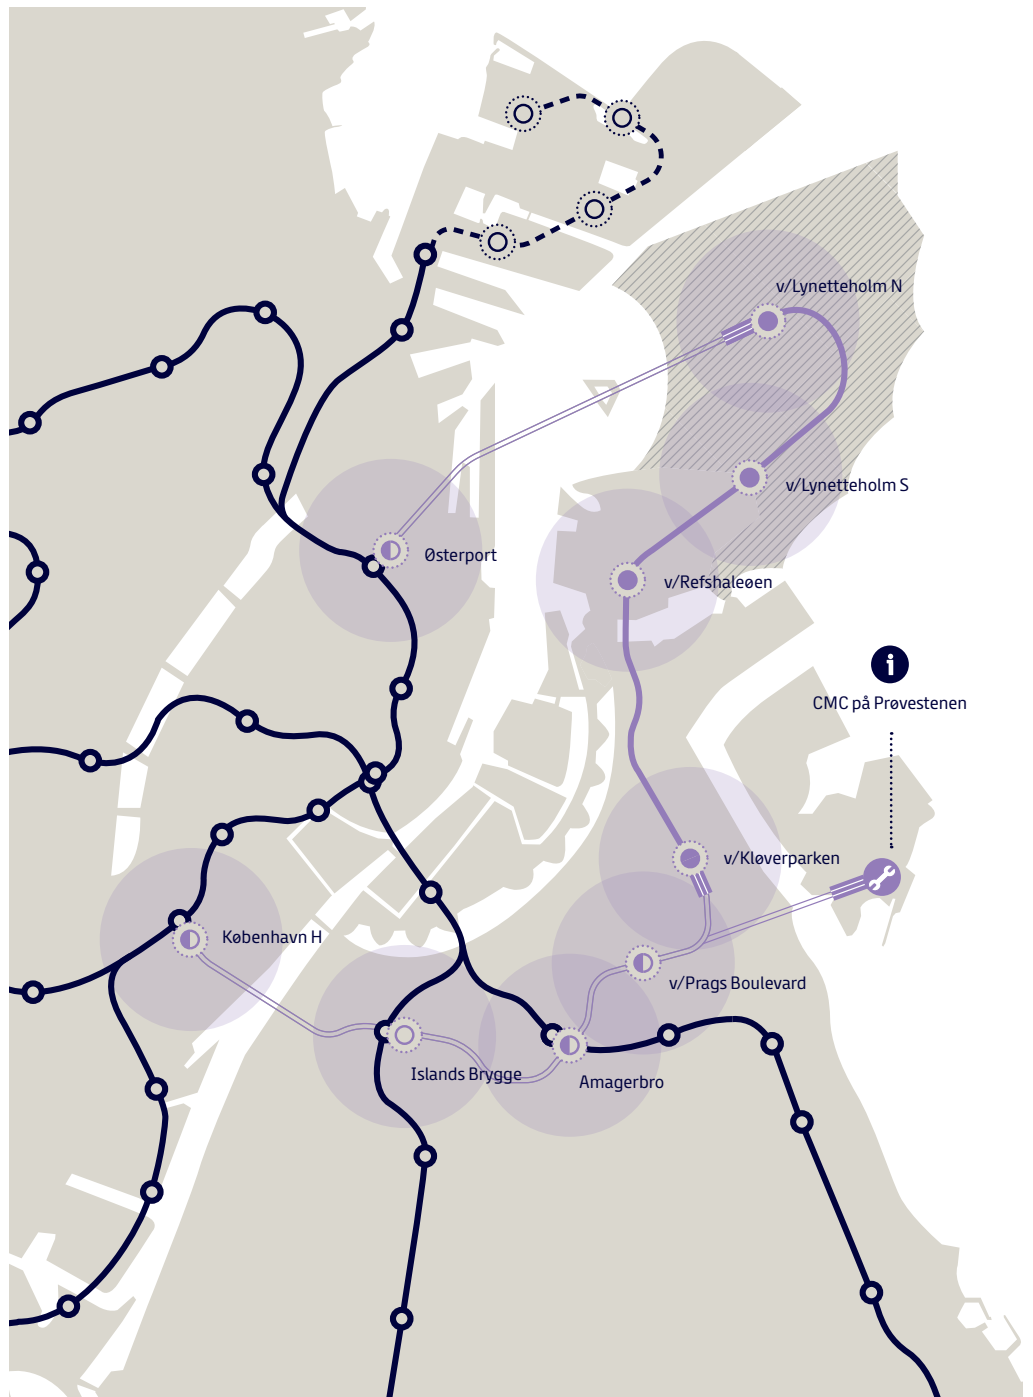 v/Lynetteholm N
v/Lynetteholm S
Østerport
v/Refshaleøen
CMC på Prøvestenen
v/Kløverparken
København H
v/Prags Boulevard
Islands Brygge
Amagerbro